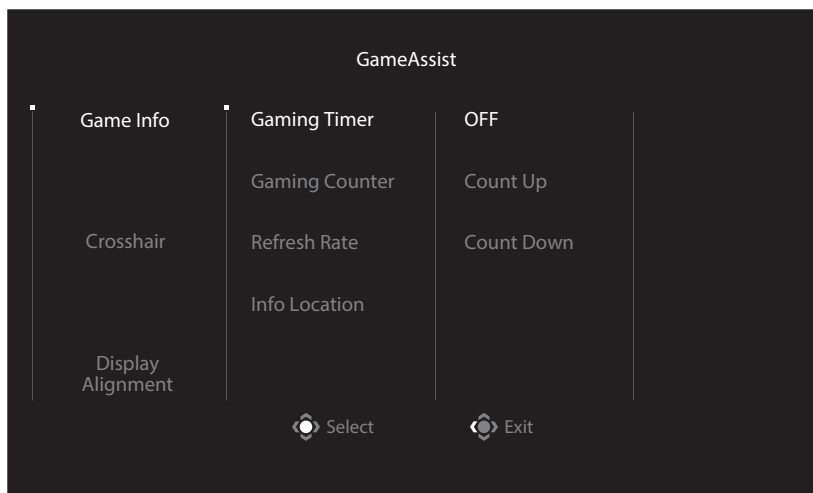 GameAssist
Game Info
Gaming Timer
OFF
Gaming Counter
Count Up
Crosshair
Refresh Rate
Count Down
Info Location
Display
Alignment
Select
Exit